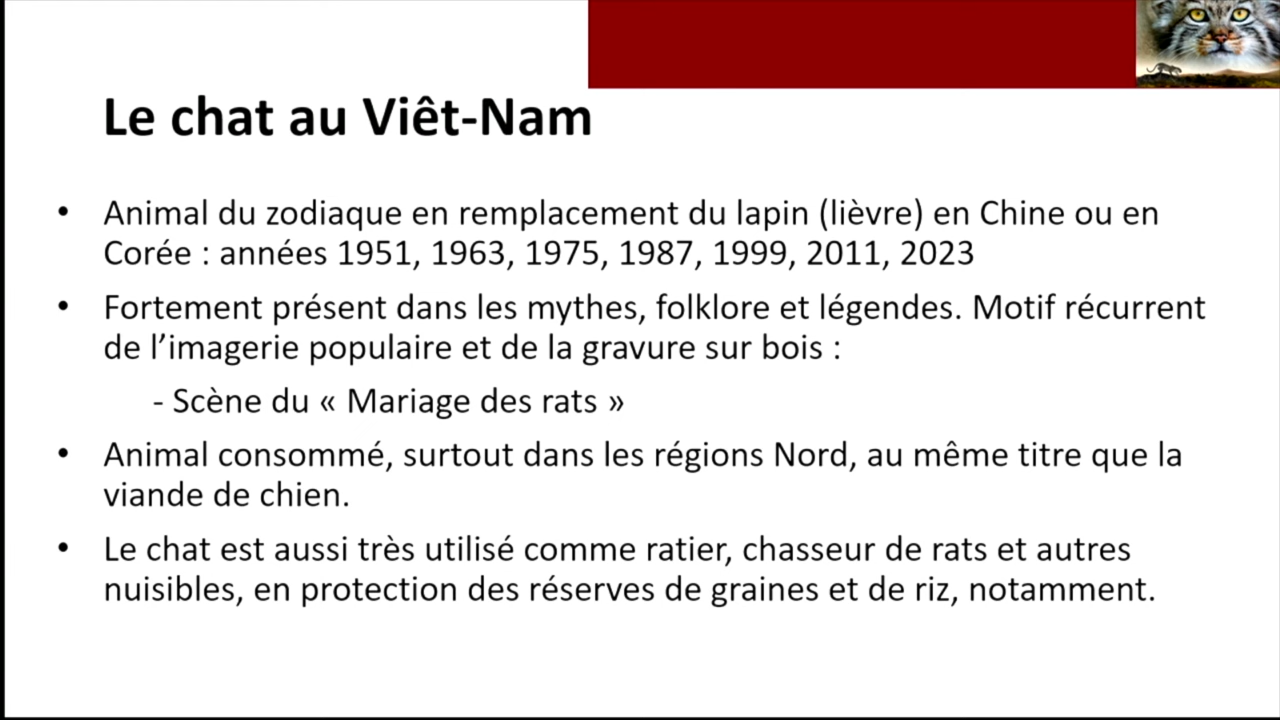 Le chat au Viêt-Nam
• Animal du zodiaque en remplacement du lapin (lièvre) en Chine ou en
Corée : années 1951, 1963, 1975, 1987, 1999, 2011, 2023
• Fortement présent dans les mythes, folklore et légendes. Motif récurrent
de l’imagerie populaire et de la gravure sur bois :
- Scène du « Mariage des rats »
• Animal consommé, surtout dans les régions Nord, au même titre que la
viande de chien.
• Le chat est aussi très utilisé comme ratier, chasseur de rats et autres
nuisibles, en protection des réserves de graines et de riz, notamment.